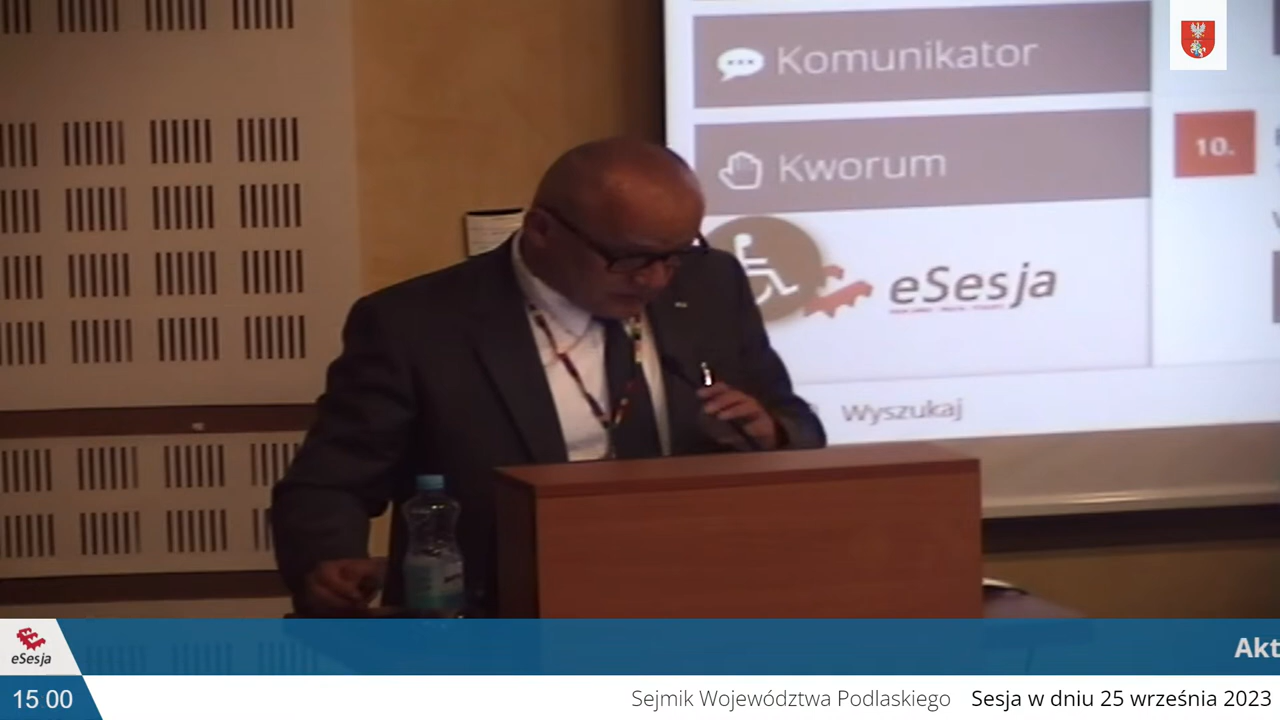 Komunikator
10.
Kworum
eSesja
Wyszukaj
Akt
eSesja
15 00
Sejmik Województwa Podlaskiego Sesja w dniu 25 września 2023